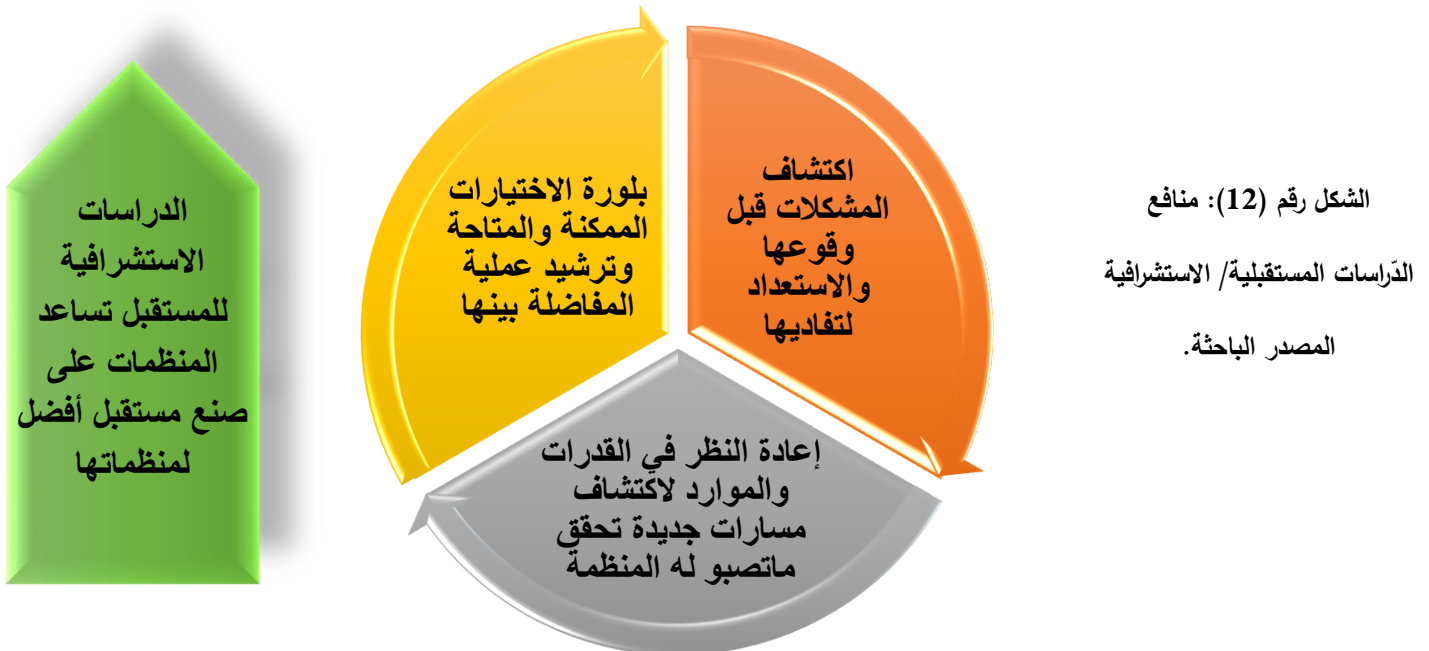 الشكل رقم (12): منافع
الدّراسات المستقبلية/ الاستشرافية
المصدر الباحثة.
اكتشاف
المشكلات قبل
وقوعها
والاستعداد
لتفاديها
إعادة النظر في القدرات
والموارد لاكتشاف
مسارات جديدة تحقق
ماتصبو له المنظمة
بلورة الاختيارات
الممكنة والمتاحة
وترشيد عملية
المفاضلة بينها
الدراسات
الاستشرافية
للمستقبل تساعد
المنظمات على
صنع مستقبل أفضل
لمنظماتها